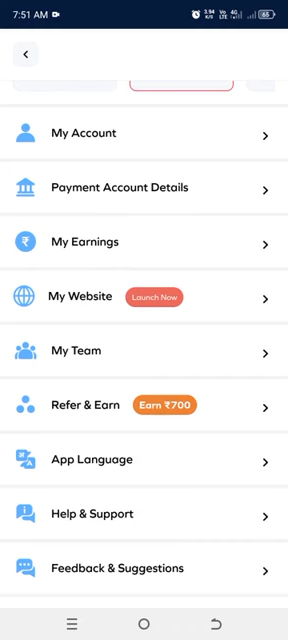 7:51 AM
3.94
K/S
Vo
LTE
4G
65
My Account
Payment Account Details
My Earnings
My Website
Launch Now
My Team
Refer & Earn
Earn ₹700
App Language
Help & Support
Feedback & Suggestions